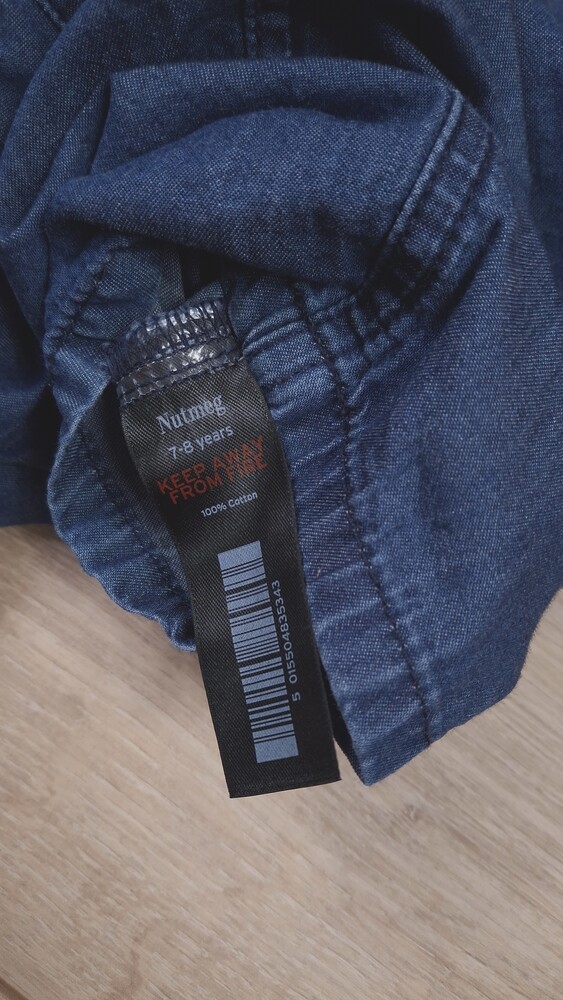 Nutmeg
7-8 years
KEEP AWAY
FROM FIRE
100% Cotton
5 015504835343